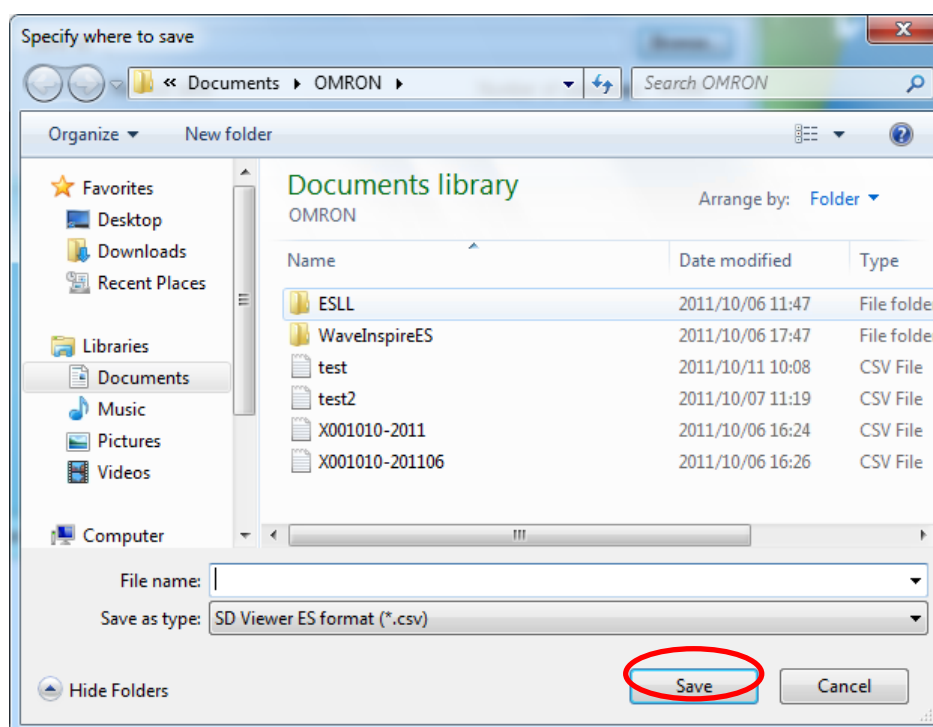 Specify where to save
« Documents ▸ OMRON ▸
Search OMRON
Organize
New folder
Favorites
Desktop
Downloads
Recent Places
Libraries
Documents
Music
Pictures
Videos
Computer
Documents library
OMRON
Arrange by: Folder
Name Date modified Type
ESLL 2011/10/06 11:47 File folde
WaveInspireES 2011/10/06 17:47 File folde
test 2011/10/11 10:08 CSV File
test2 2011/10/07 11:19 CSV File
X001010-2011 2011/10/06 16:24 CSV File
X001010-201106 2011/10/06 16:26 CSV File
File name:
Save as type: SD Viewer ES format (*.csv)
Hide Folders
Save
Cancel